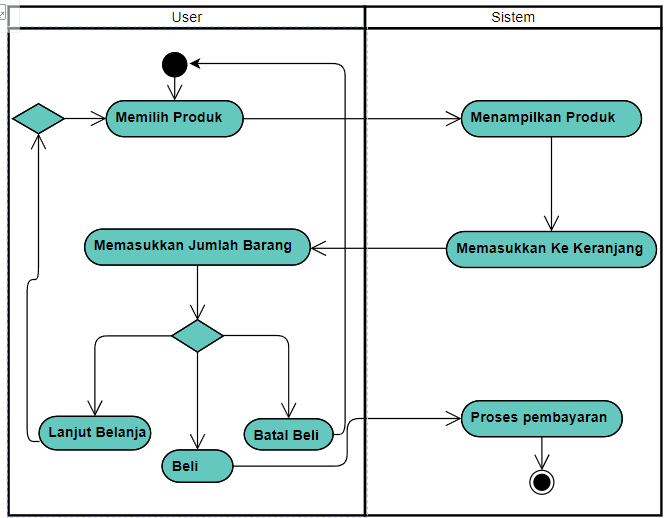 User
Sistem
Memilih Produk
Menampilkan Produk
Memasukkan Jumlah Barang
Memasukkan Ke Keranjang
Lanjut Belanja
Batal Beli
Proses pembayaran
Beli